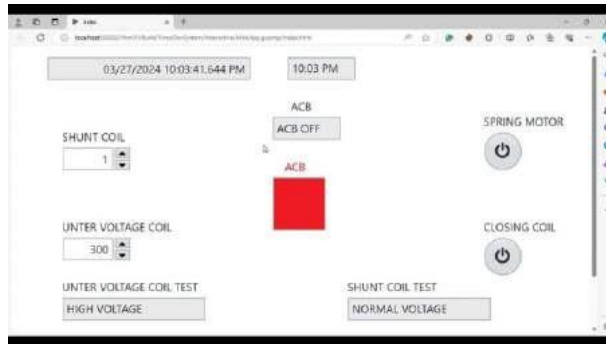 03/27/2024 10:03:41.644 PM
10:03 PM
ACB
ACB OFF
SHUNT COIL
1
SPRING MOTOR
ACB
UNTER VOLTAGE COIL
300
CLOSING COIL
UNTER VOLTAGE COIL TEST
HIGH VOLTAGE
SHUNT COIL TEST
NORMAL VOLTAGE